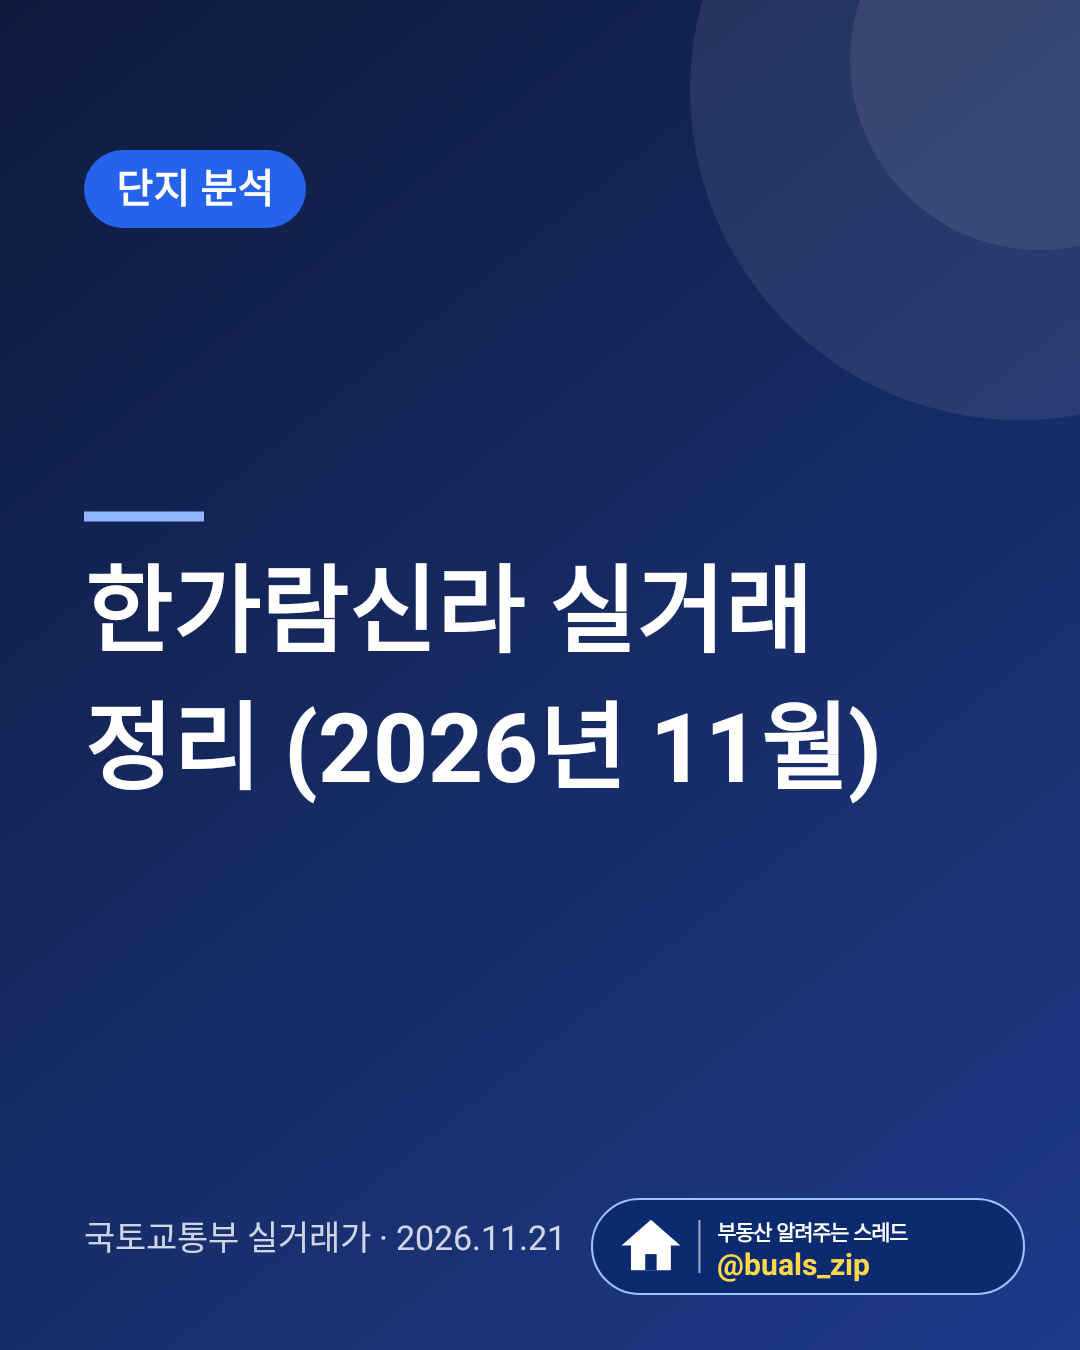 단지 분석
한가람신라 실거래
정리 (2026년 11월)
국토교통부 실거래가 · 2026.11.21
부동산 알려주는 스레드
@buals_zip